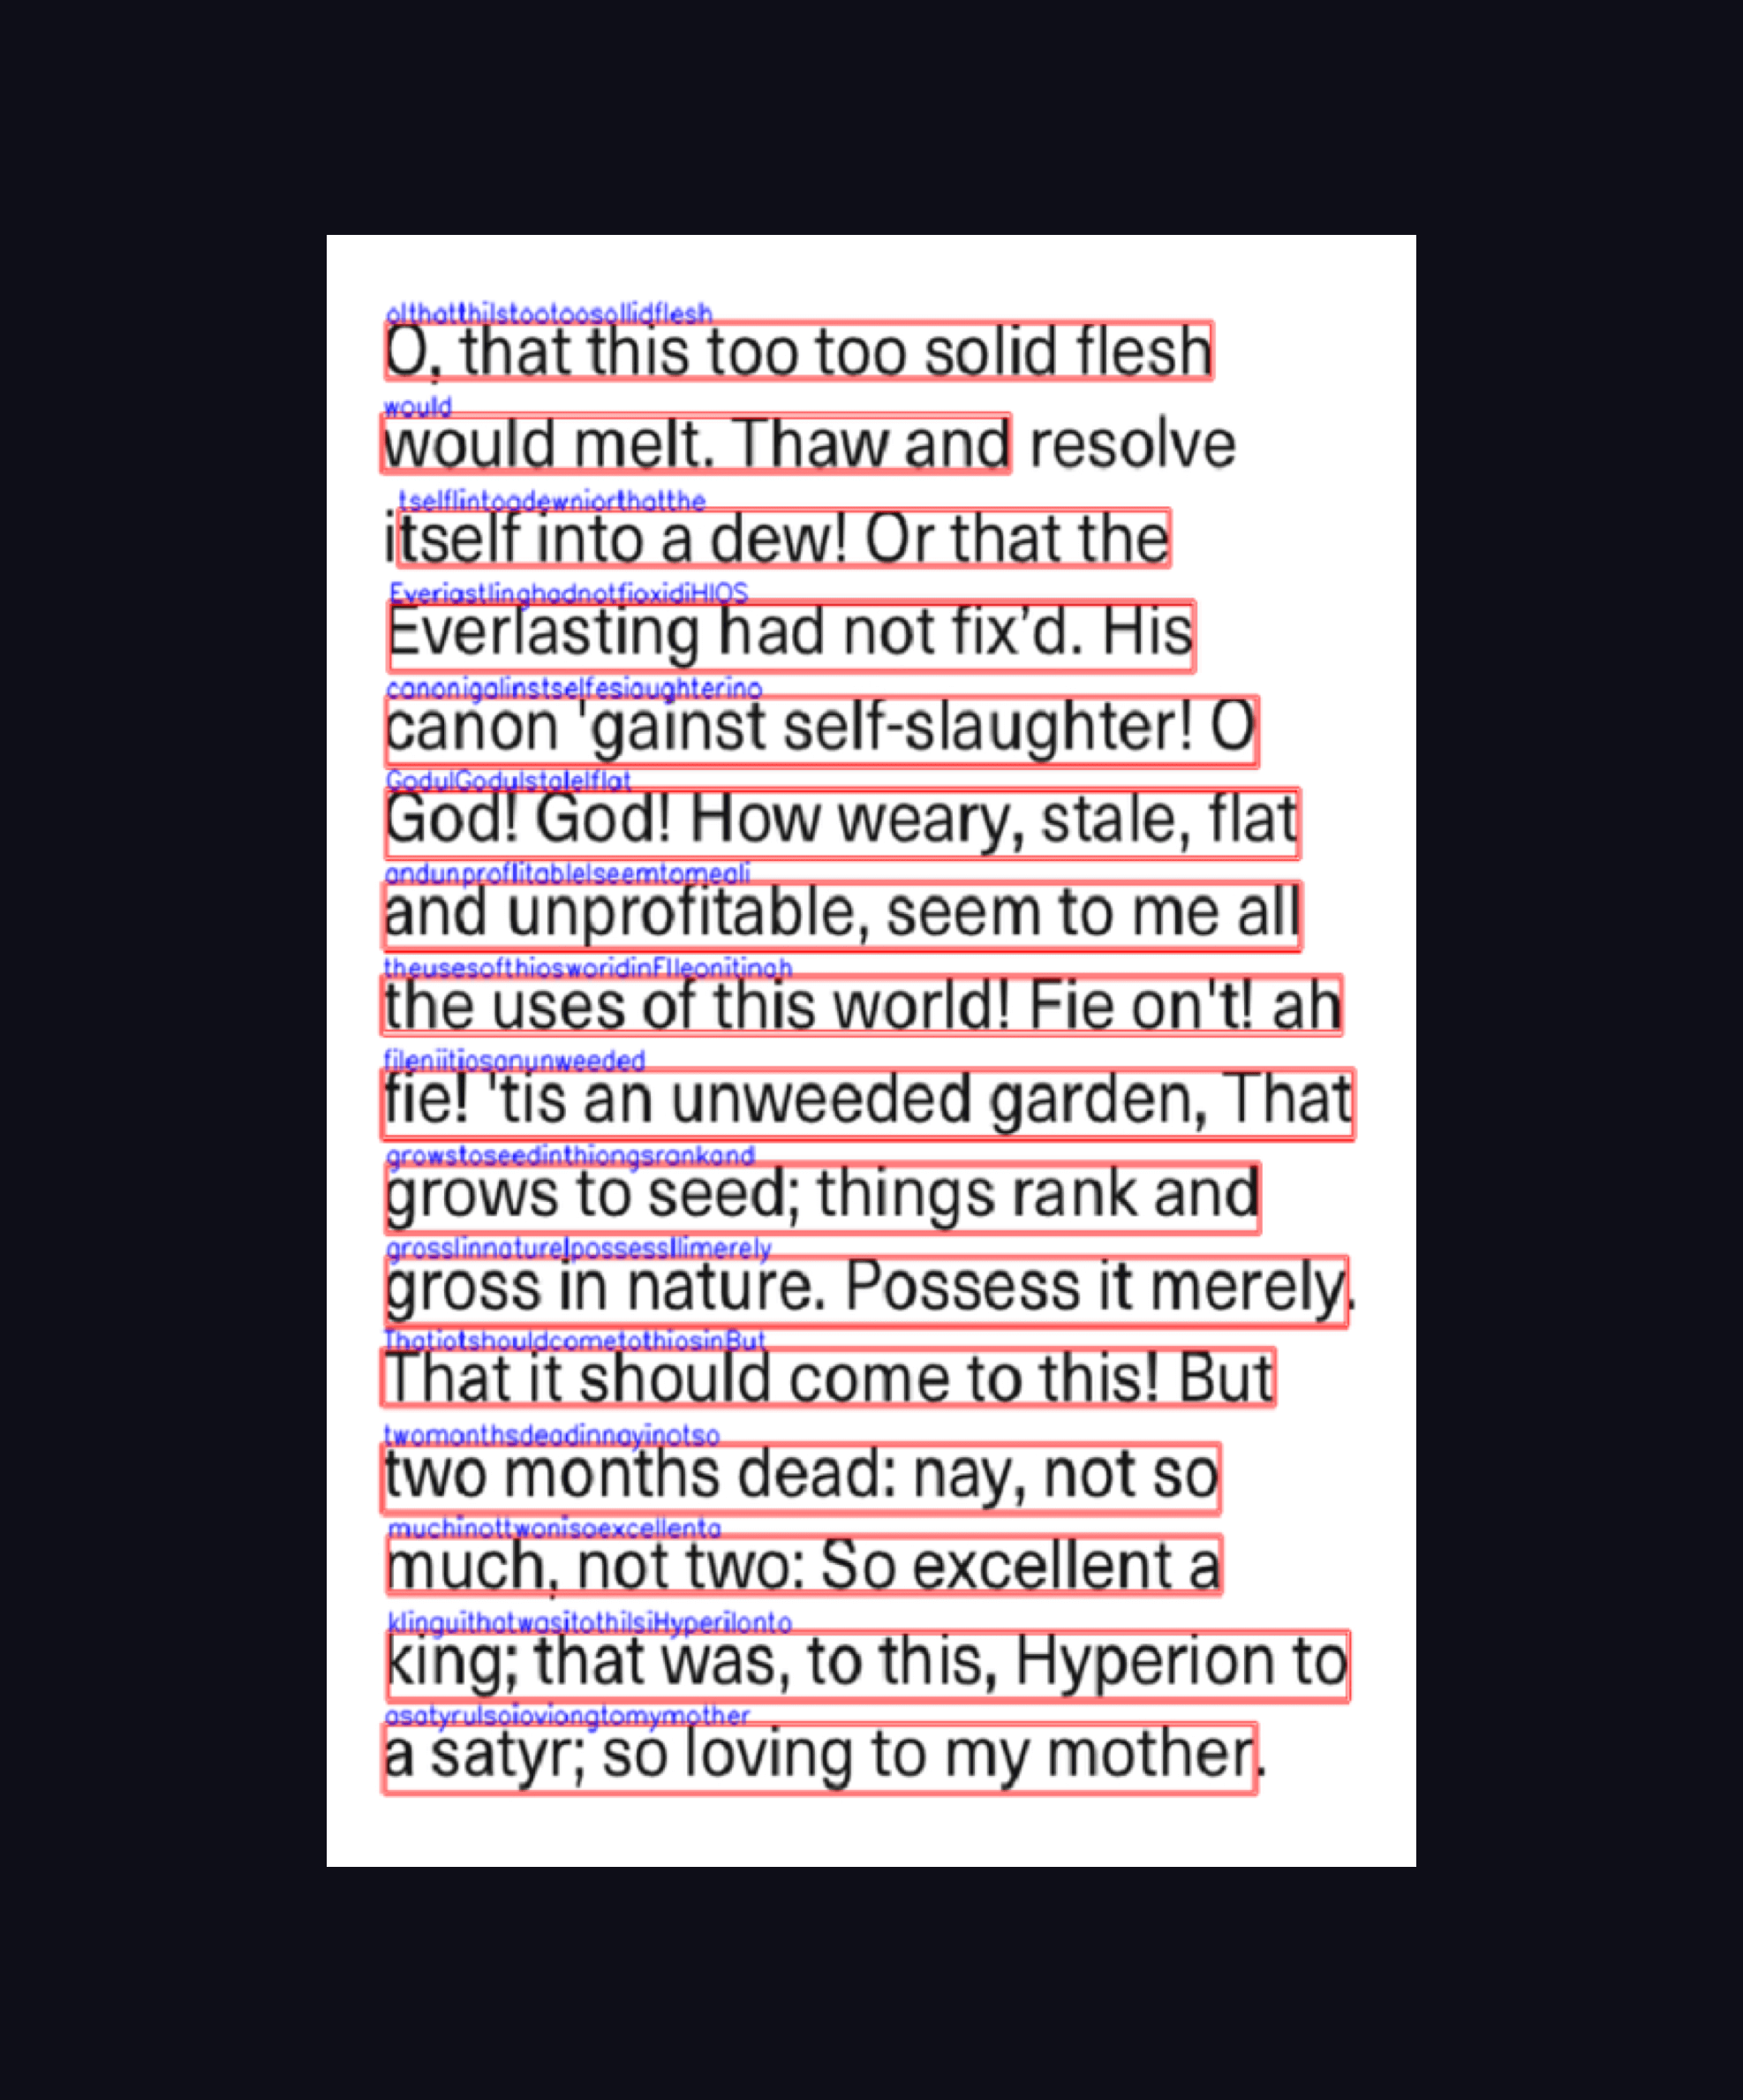 olthatthilstootoosollidflesh
O, that this too too solid flesh
would
would melt. Thaw and resolve
tselflintoadewniorthatthe
itself into a dew! Or that the
EveriastlinghadnotfioxidiHIOS
Everlasting had not fix’d. His
canonigalinstselfesiaughterino
canon 'gainst self-slaughter! O
GodulGodulstalelflat
God! God! How weary, stale, flat
andunproflitablelseemtomeali
and unprofitable, seem to me all
theusesofthiosworidinFlleonitinah
the uses of this world! Fie on't! ah
fileniitiosanunweeded
fie! 'tis an unweeded garden, That
growstoseedinthiongsrankand
grows to seed; things rank and
grosslinnaturelpossessllimerely
gross in nature. Possess it merely.
ThatiotshouldcometothiosinBut
That it should come to this! But
twomonthsdeadinnayinotso
two months dead: nay, not so
muchinottwonisoexcellenta
much, not two: So excellent a
klinguithatwasitothilsiHyperilonto
king; that was, to this, Hyperion to
asatyrulsoioviongtomymother
a satyr; so loving to my mother.